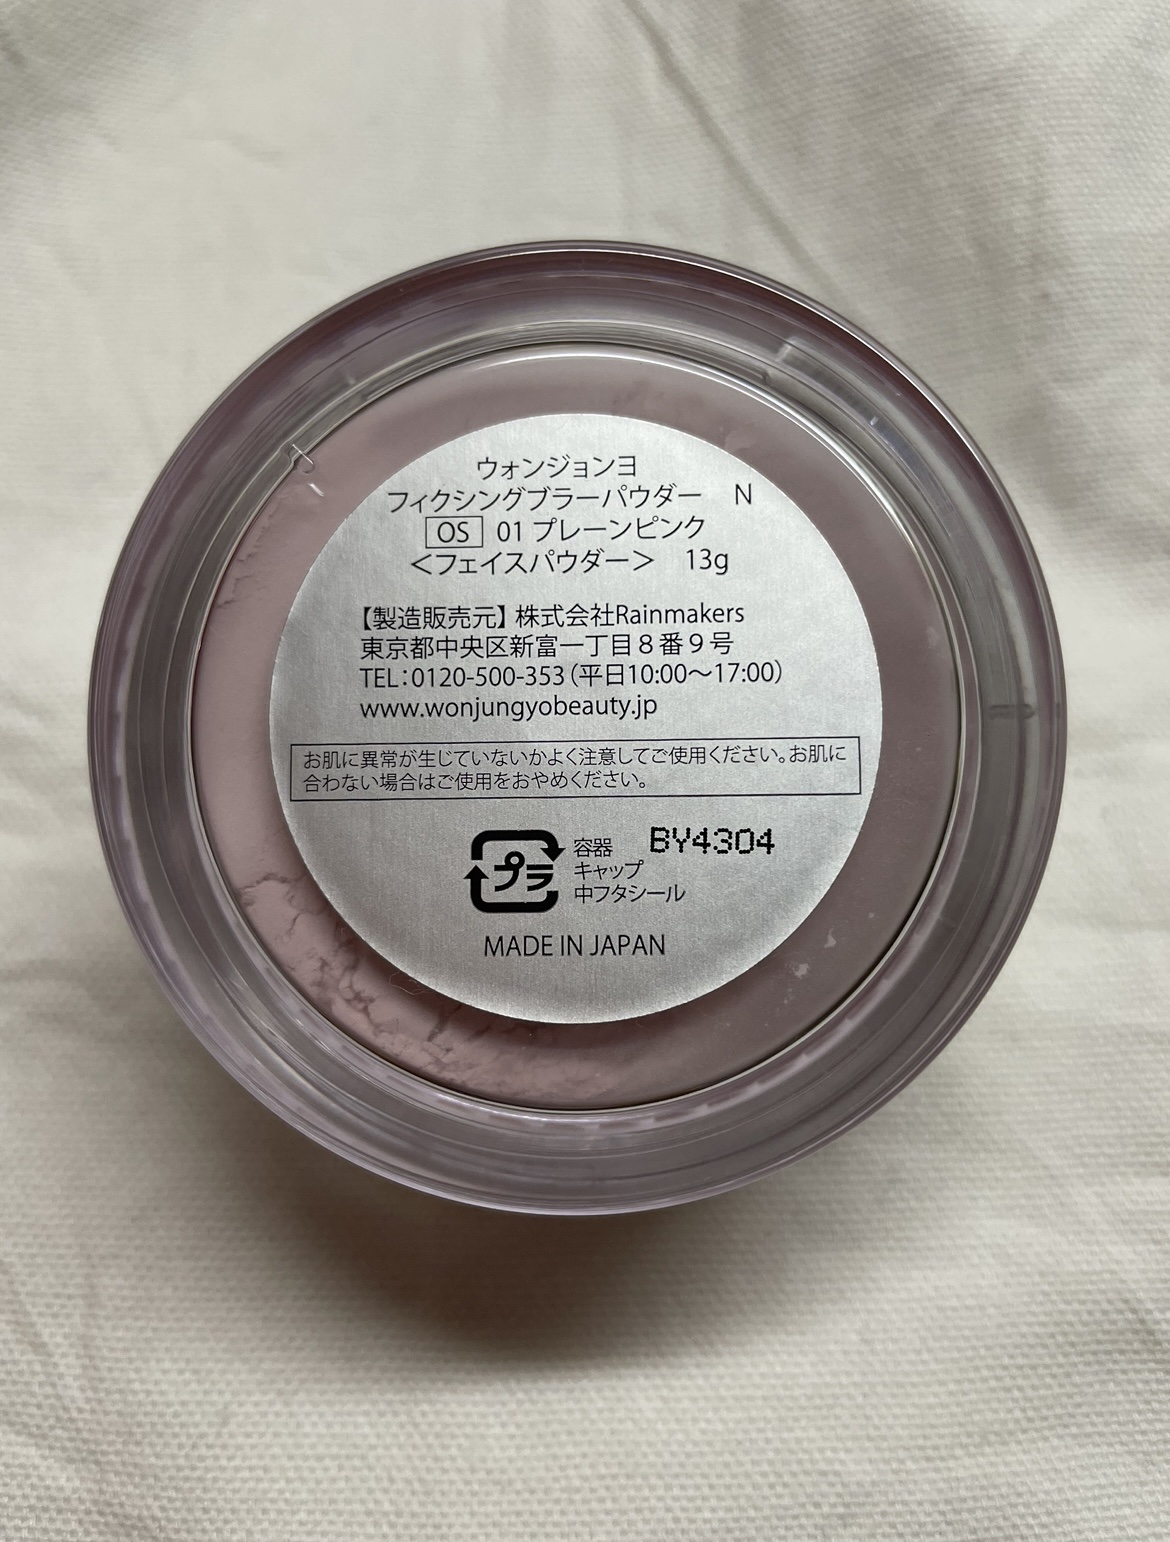 ウォンジョンヨ
フィクシングブラーパウダー N
OS 01 プレーンピンク
＜フェイスパウダー＞ 13g
【製造販売元】株式会社Rainmakers
東京都中央区新富一丁目８番９号
TEL：0120-500-353（平日10:00〜17:00）
www.wonjungyobeauty.jp
お肌に異常が生じていないかよく注意してご使用ください。お肌に
合わない場合はご使用をおやめください。
プラ
容器
キャップ
中フタシール
BY4304
MADE IN JAPAN